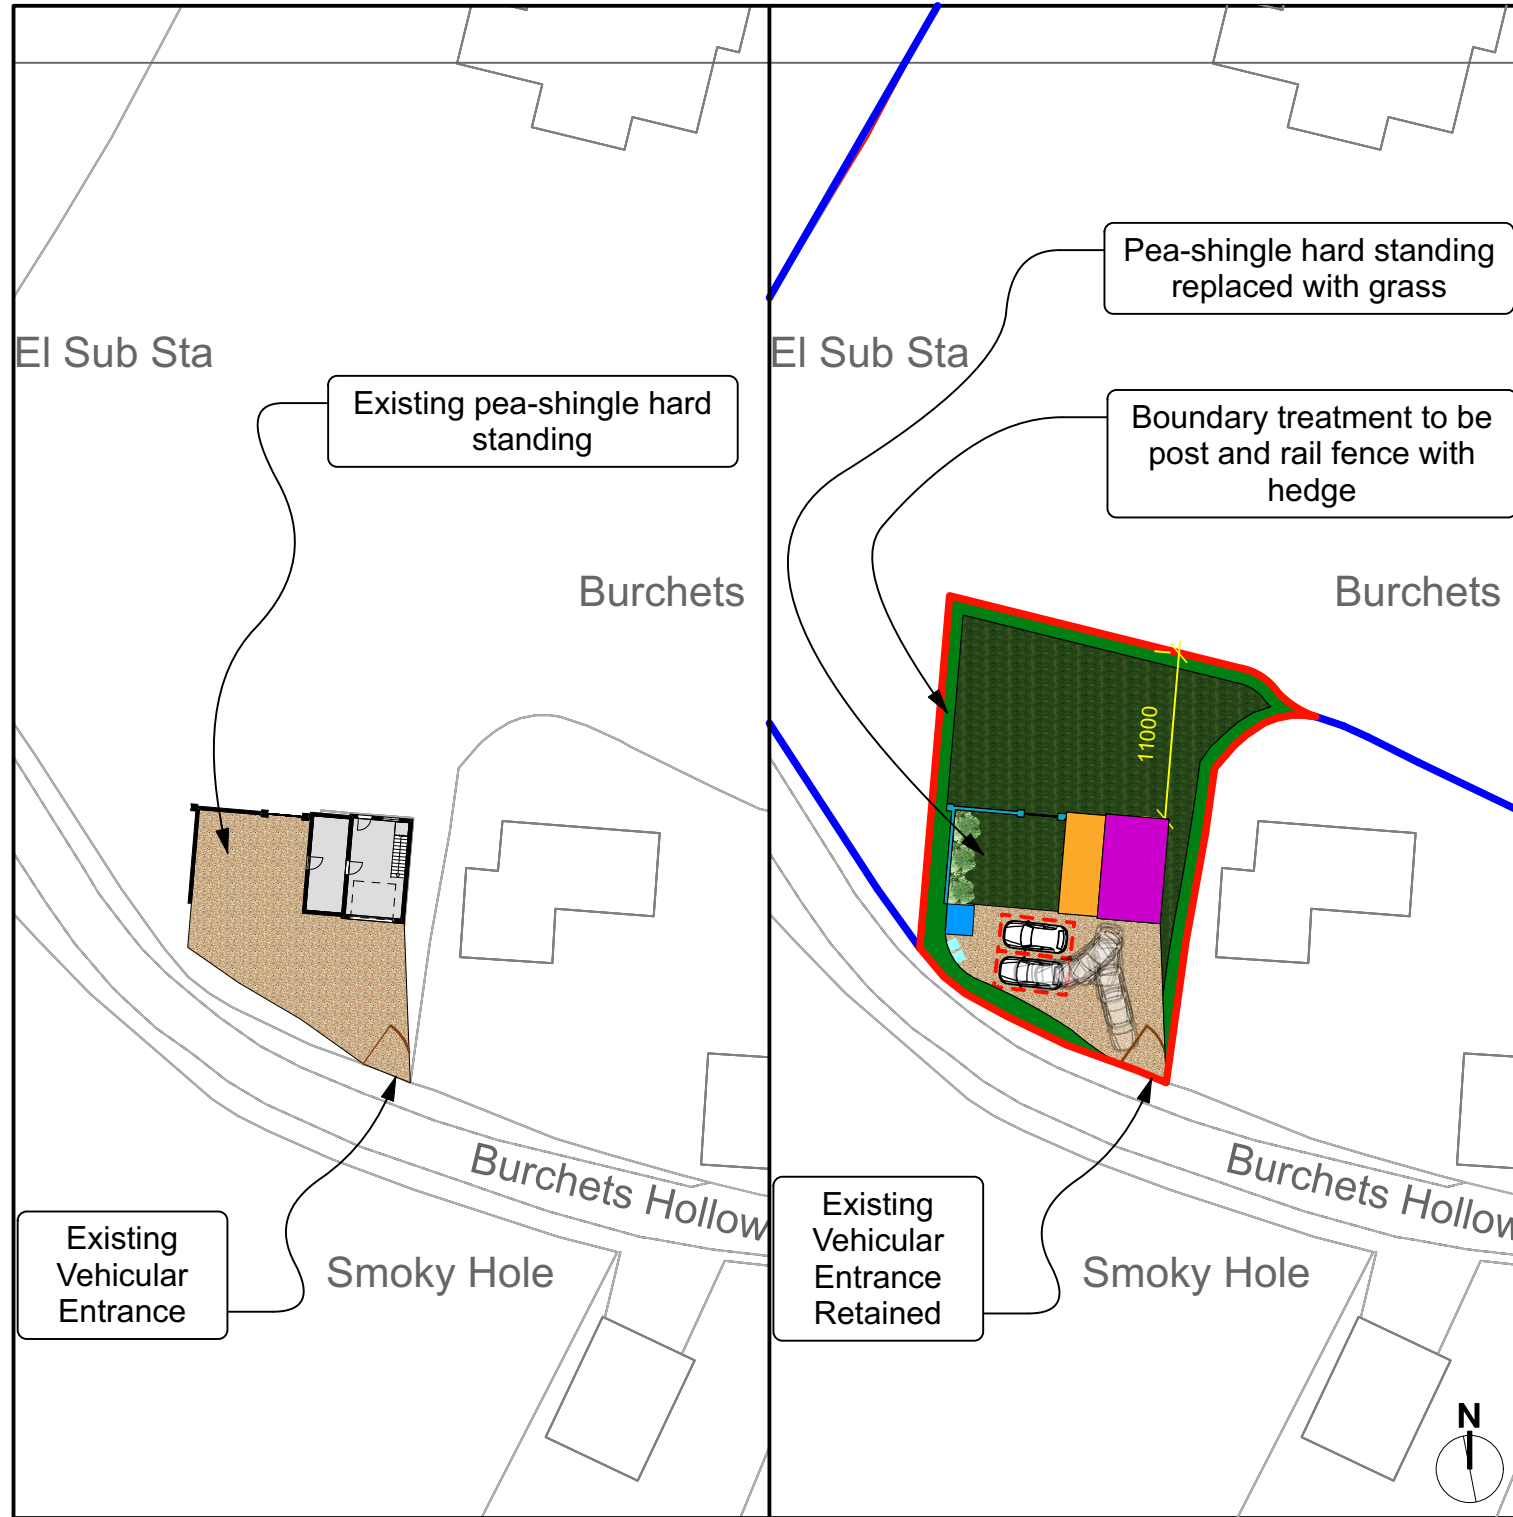 El Sub Sta
Existing pea-shingle hard
standing
Burchets
Burchets Hollow
Existing
Vehicular
Entrance
Smoky Hole
Pea-shingle hard standing
replaced with grass
El Sub Sta
Boundary treatment to be
post and rail fence with
hedge
Burchets
11000
Burchets Hollow
Existing
Vehicular
Entrance
Retained
Smoky Hole
N